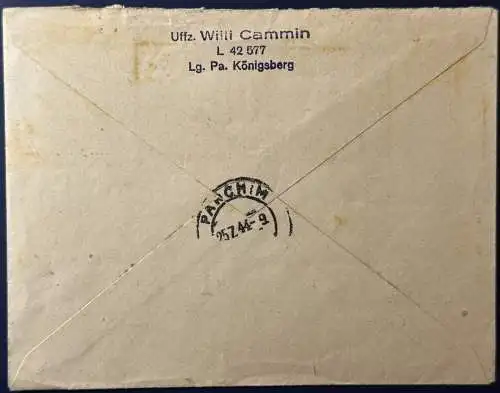 Uffz. Willi Cammin
L 42 577
Lg. Pa. Königsberg
PARCHIM
25.7.44-9